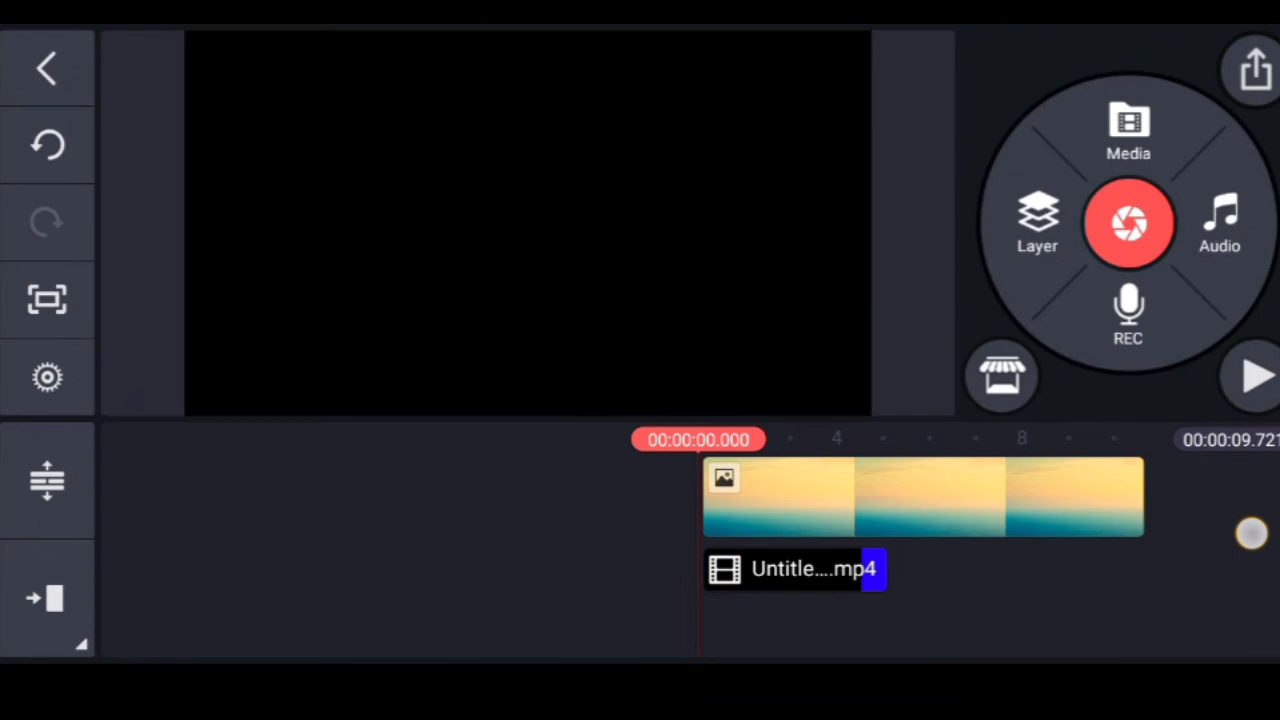 Media
Layer
Audio
REC
00:00:00.000
4
8
00:00:09.721
Untitle....mp4